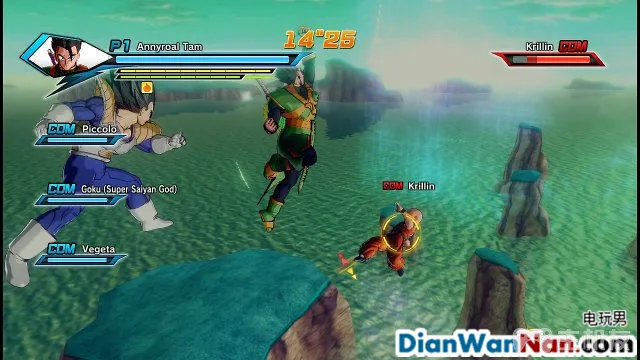 P1 Annyroal Tam
14"25
Krillin COM
COM Piccolo
COM Goku (Super Saiyan God)
COM Krillin
COM Vegeta
电玩男
DianWanNan.com